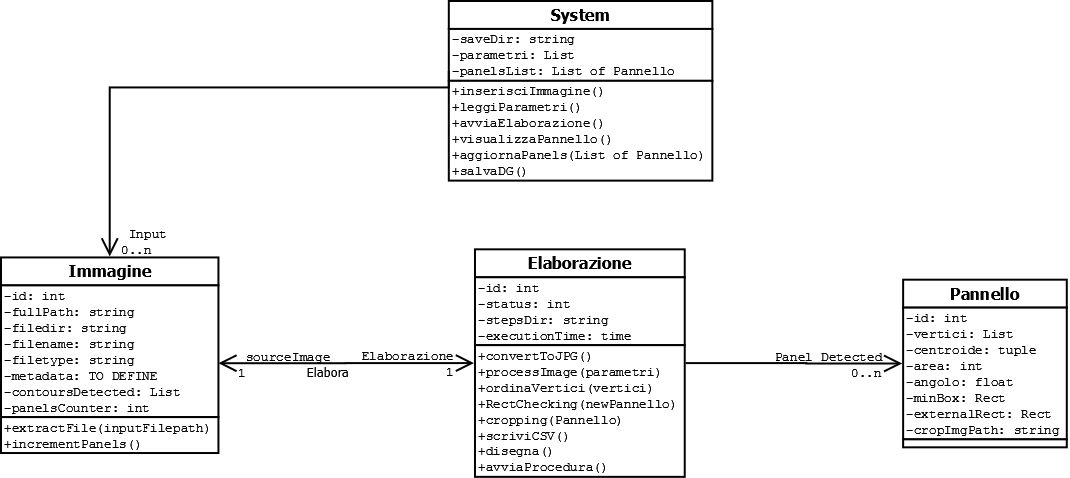 System
-saveDir: string
-parametri: List
-panelsList: List of Pannello
+inserisciImmagine()
+leggiParametri()
+avviaElaborazione()
+visualizzaPannello()
+aggiornaPanels(List of Pannello)
+salvaDG()
Input
0..n
Immagine
-id: int
-fullPath: string
-filedir: string
-filename: string
-filetype: string
-metadata: TO DEFINE
-contoursDetected: List
-panelsCounter: int
+extractFile(inputFilepath)
+incrementPanels()
sourceImage
1
Elabora
Elaborazione
1
Elaborazione
-id: int
-status: int
-stepsDir: string
-executionTime: time
+convertToJPG()
+processImage(parametri)
+ordinaVertici(vertici)
+RectChecking(newPannello)
+cropping(Pannello)
+scriviCSV()
+disegna()
+avviaProcedura()
Panel Detected
0..n
Pannello
-id: int
-vertici: List
-centroide: tuple
-area: int
-angolo: float
-minBox: Rect
-externalRect: Rect
-cropImgPath: string